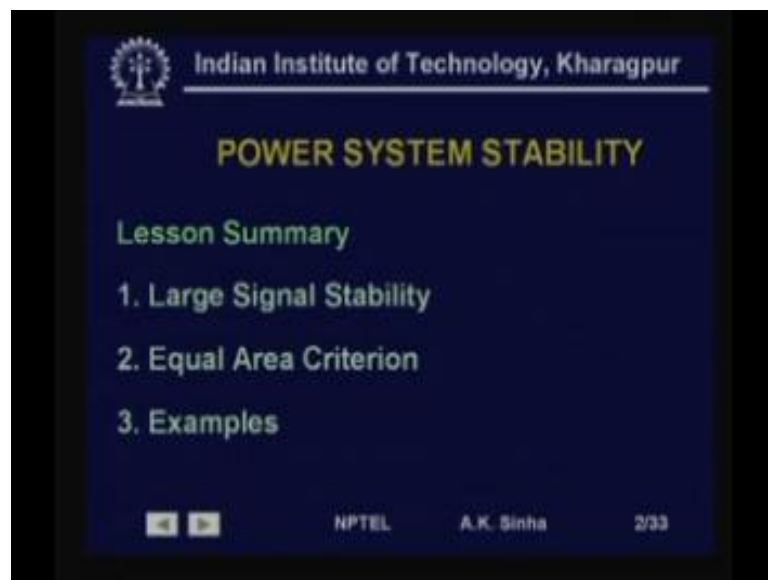 Indian Institute of Technology, Kharagpur
POWER SYSTEM STABILITY
Lesson Summary
1. Large Signal Stability
2. Equal Area Criterion
3. Examples
NPTEL A.K. Sinha 2/33